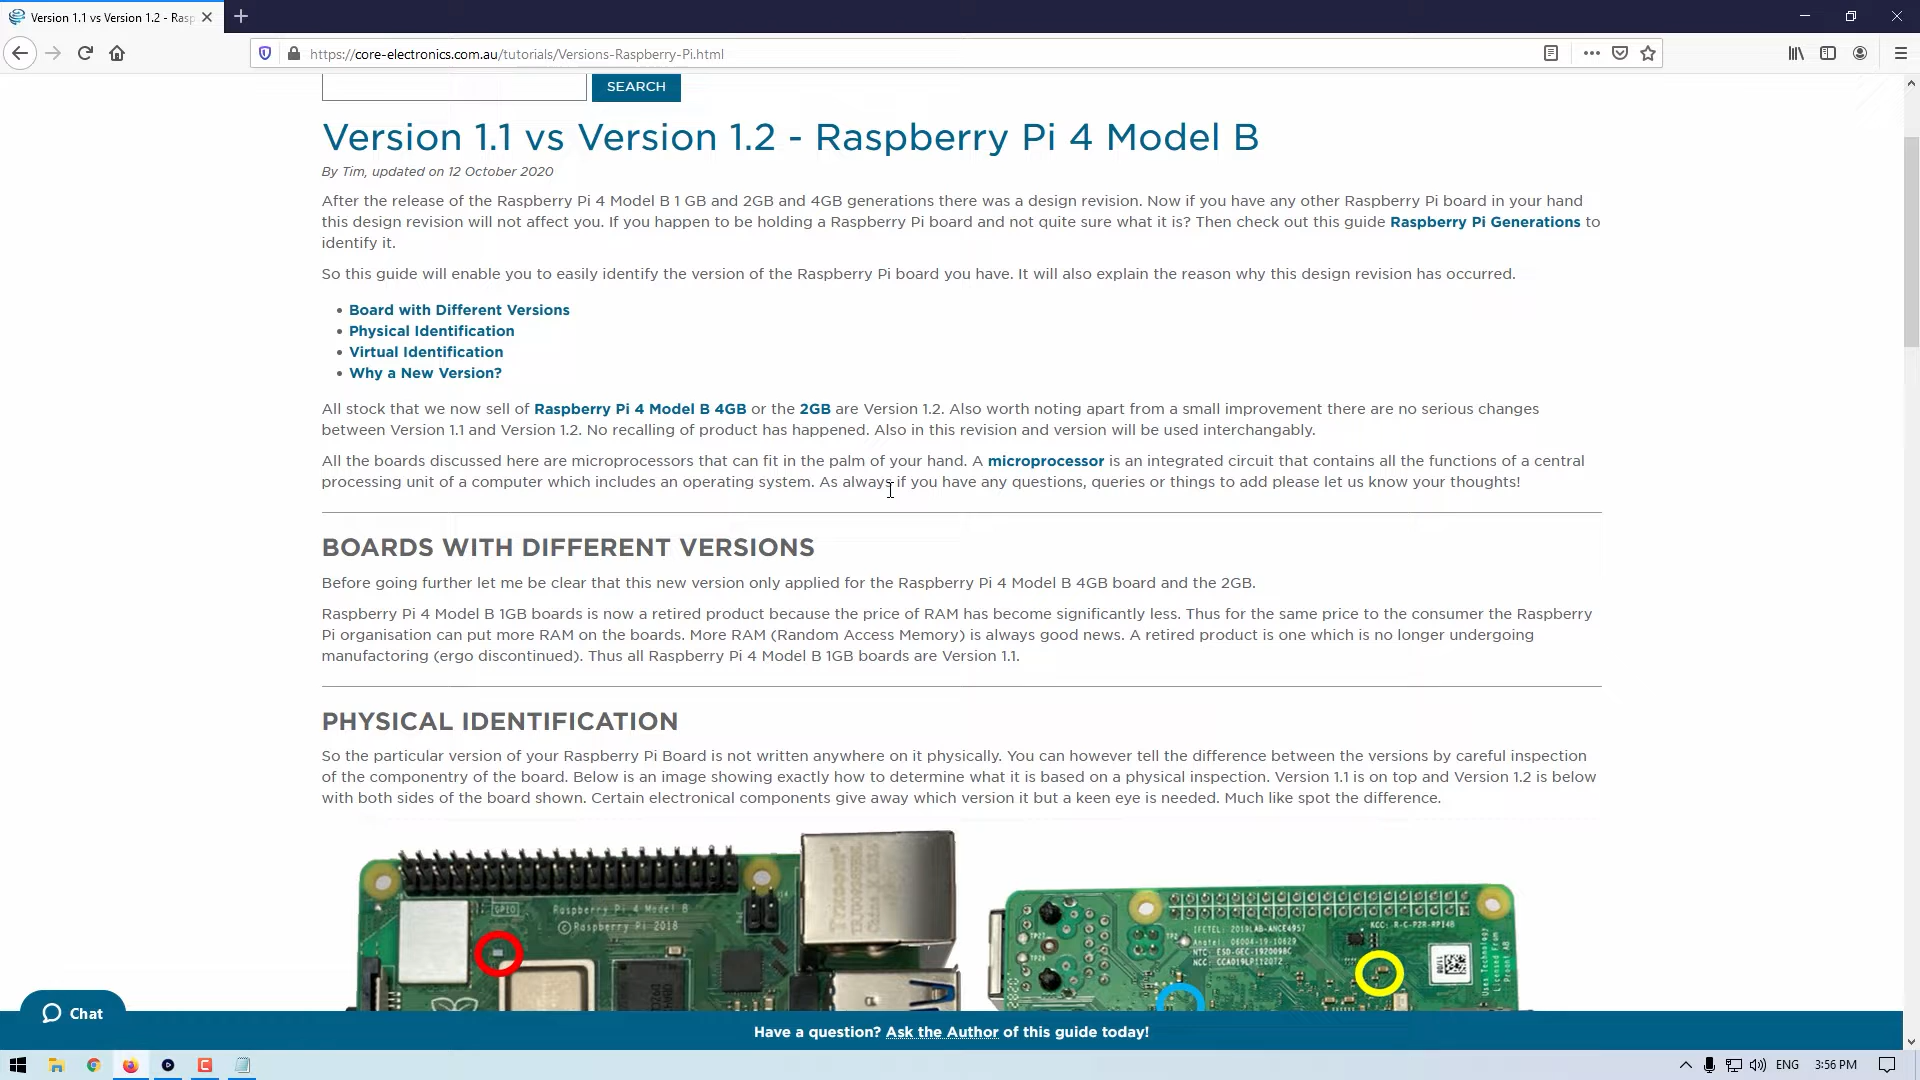 Version 1.1 vs Version 1.2 - Rasp
https://core-electronics.com.au/tutorials/Versions-Raspberry-Pi.html
SEARCH
Version 1.1 vs Version 1.2 - Raspberry Pi 4 Model B
By Tim, updated on 12 October 2020
After the release of the Raspberry Pi 4 Model B 1 GB and 2GB and 4GB generations there was a design revision. Now if you have any other Raspberry Pi board in your hand
this design revision will not affect you. If you happen to be holding a Raspberry Pi board and not quite sure what it is? Then check out this guide Raspberry Pi Generations to
identify it.
So this guide will enable you to easily identify the version of the Raspberry Pi board you have. It will also explain the reason why this design revision has occurred.
• Board with Different Versions
• Physical Identification
• Virtual Identification
• Why a New Version?
All stock that we now sell of Raspberry Pi 4 Model B 4GB or the 2GB are Version 1.2. Also worth noting apart from a small improvement there are no serious changes
between Version 1.1 and Version 1.2. No recalling of product has happened. Also in this revision and version will be used interchangably.
All the boards discussed here are microprocessors that can fit in the palm of your hand. A microprocessor is an integrated circuit that contains all the functions of a central
processing unit of a computer which includes an operating system. As always if you have any questions, queries or things to add please let us know your thoughts!
BOARDS WITH DIFFERENT VERSIONS
Before going further let me be clear that this new version only applied for the Raspberry Pi 4 Model B 4GB board and the 2GB.
Raspberry Pi 4 Model B 1GB boards is now a retired product because the price of RAM has become significantly less. Thus for the same price to the consumer the Raspberry
Pi organisation can put more RAM on the boards. More RAM (Random Access Memory) is always good news. A retired product is one which is no longer undergoing
manufactoring (ergo discontinued). Thus all Raspberry Pi 4 Model B 1GB boards are Version 1.1.
PHYSICAL IDENTIFICATION
So the particular version of your Raspberry Pi Board is not written anywhere on it physically. You can however tell the difference between the versions by careful inspection
of the componentry of the board. Below is an image showing exactly how to determine what it is based on a physical inspection. Version 1.1 is on top and Version 1.2 is below
with both sides of the board shown. Certain electronical components give away which version it but a keen eye is needed. Much like spot the difference.
GPIO
Raspberry Pi 4 Model B
© Raspberry Pi 2018
IFETEL: 2019LAB-ANCE4957
Anatel: 06004-19-10629
NTC: ESD-GEC-1920098C
NCC: CCAO19LP1120T2
KCC: R-C-P2R-RPI4B
Chat
Have a question? Ask the Author of this guide today!
ENG
3:56 PM